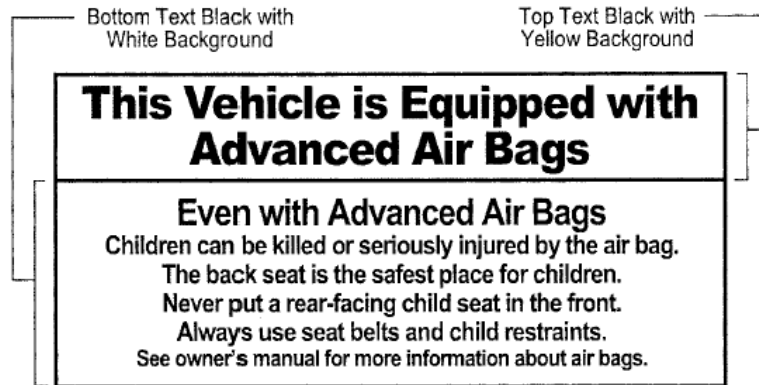 Bottom Text Black with
White Background
Top Text Black with
Yellow Background
This Vehicle is Equipped with
Advanced Air Bags
Even with Advanced Air Bags
Children can be killed or seriously injured by the air bag.
The back seat is the safest place for children.
Never put a rear-facing child seat in the front.
Always use seat belts and child restraints.
See owner's manual for more information about air bags.